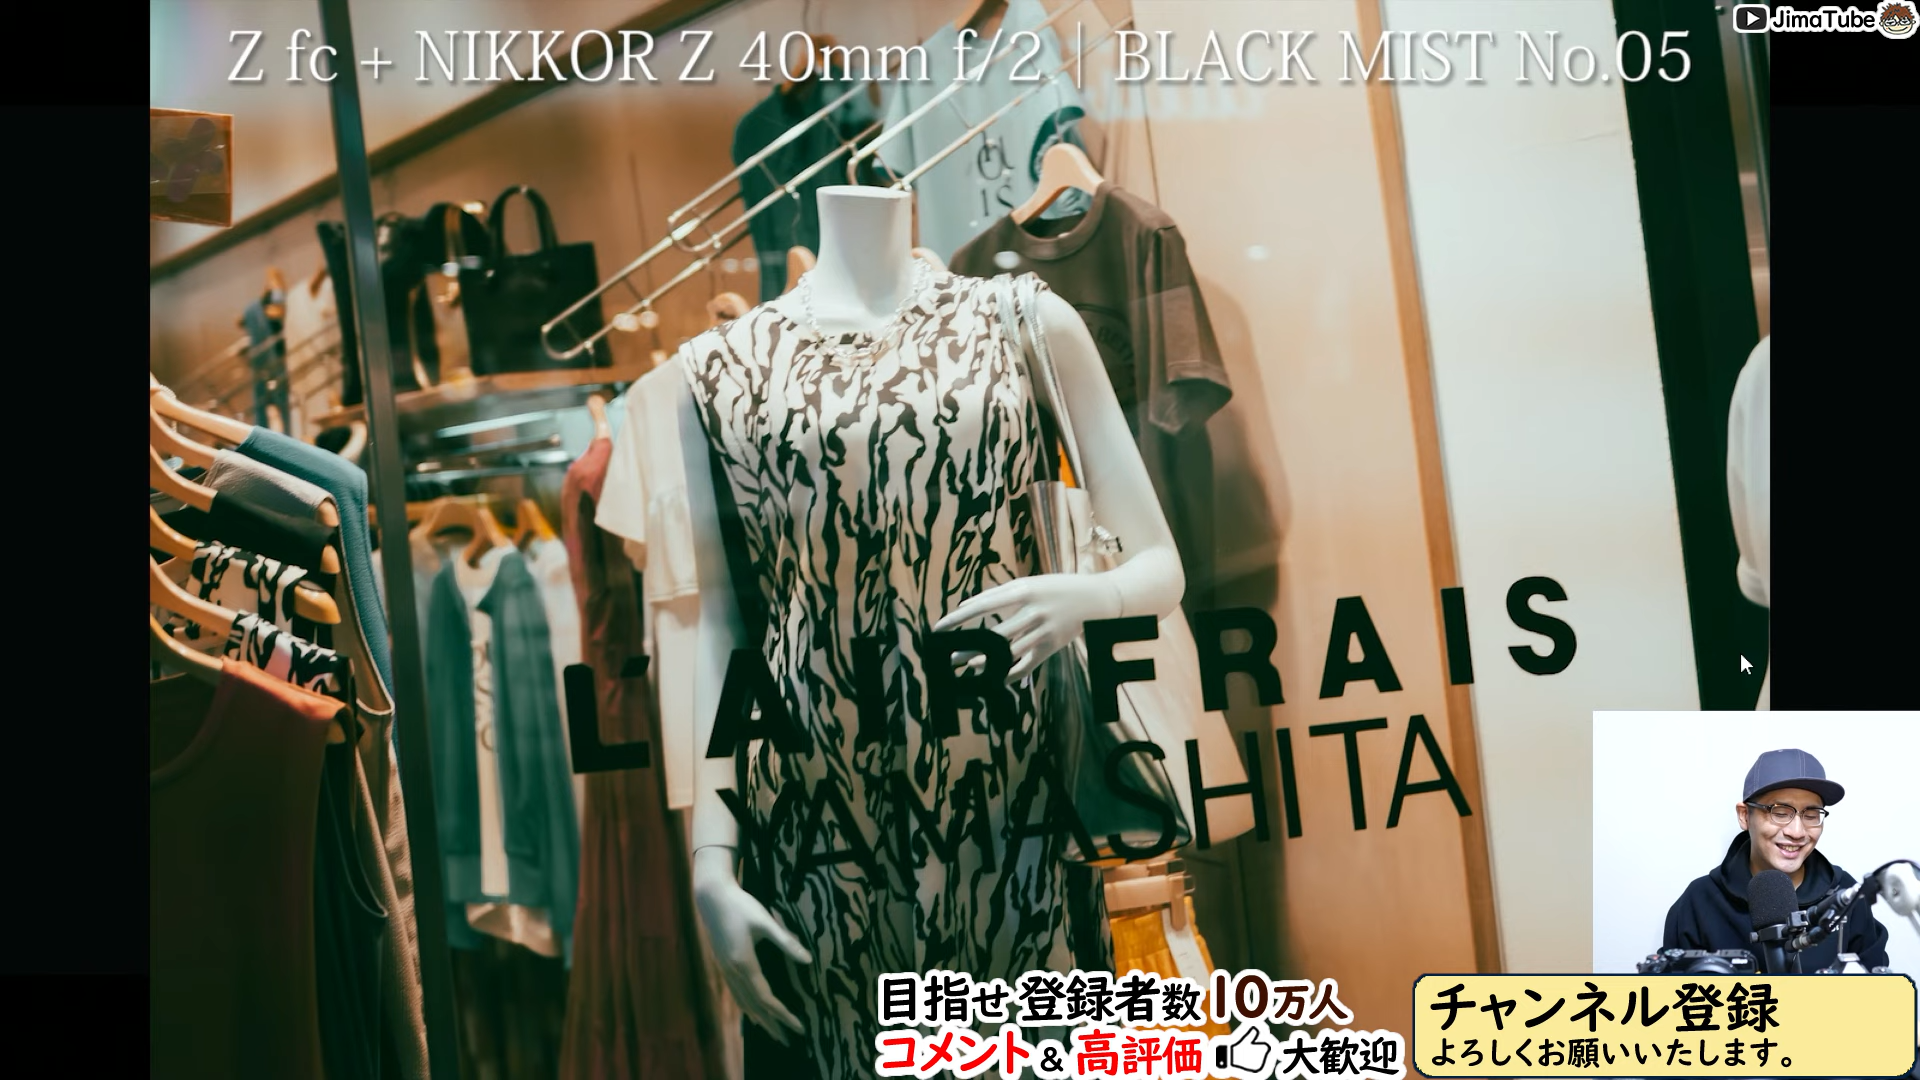 Z fc + NIKKOR Z 40mm f/2 | BLACK MIST No.05
JimaTube
L'AIR FRAIS
YAMASHITA
目指せ 登録者数10万人
コメント & 高評価 大歓迎
チャンネル登録
よろしくお願いいたします。